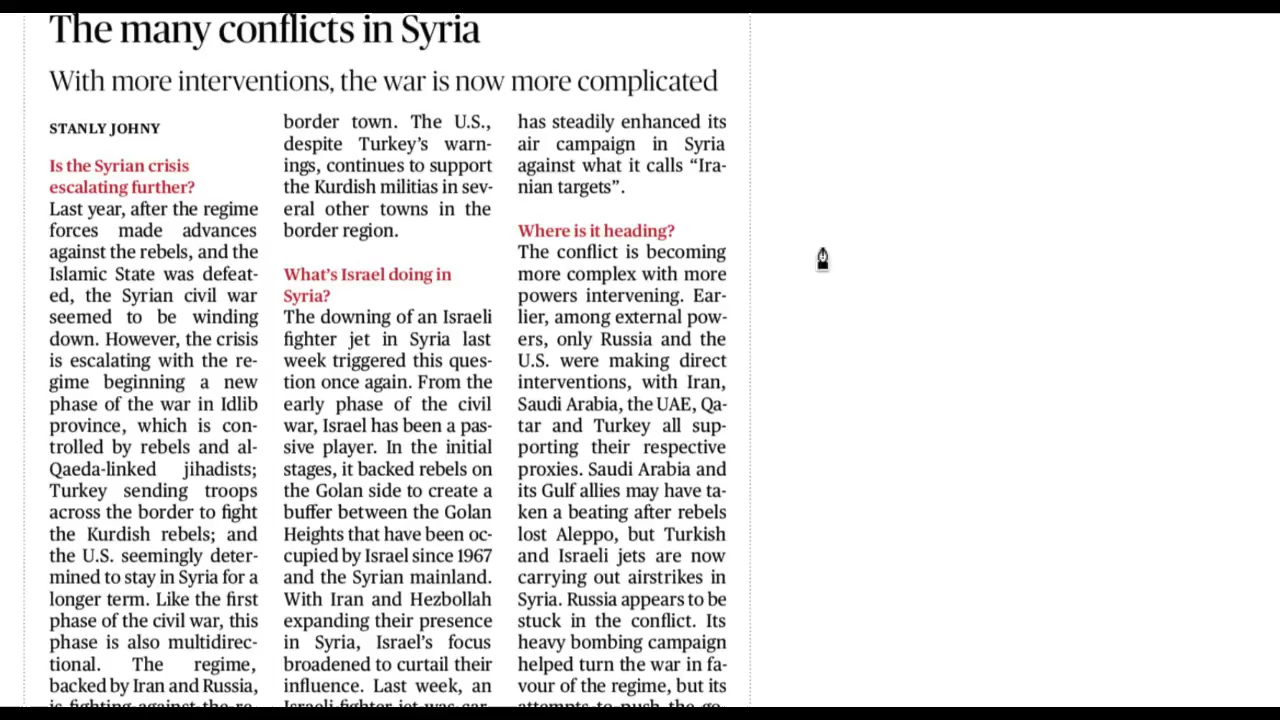 The many conflicts in Syria
With more interventions, the war is now more complicated
STANLY JOHNY
Is the Syrian crisis
escalating further?
Last year, after the regime
forces made advances
against the rebels, and the
Islamic State was defeat-
ed, the Syrian civil war
seemed to be winding
down. However, the crisis
is escalating with the re-
gime beginning a new
phase of the war in Idlib
province, which is con-
trolled by rebels and al-
Qaeda-linked jihadists;
Turkey sending troops
across the border to fight
the Kurdish rebels; and
the U.S. seemingly deter-
mined to stay in Syria for a
longer term. Like the first
phase of the civil war, this
phase is also multidirec-
tional. The regime,
backed by Iran and Russia,
is fighting against the re-
border town. The U.S.,
despite Turkey's warn-
ings, continues to support
the Kurdish militias in sev-
eral other towns in the
border region.
What's Israel doing in
Syria?
The downing of an Israeli
fighter jet in Syria last
week triggered this ques-
tion once again. From the
early phase of the civil
war, Israel has been a pas-
sive player. In the initial
stages, it backed rebels on
the Golan side to create a
buffer between the Golan
Heights that have been oc-
cupied by Israel since 1967
and the Syrian mainland.
With Iran and Hezbollah
expanding their presence
in Syria, Israel's focus
broadened to curtail their
influence. Last week, an
Israeli fighter jet was car-
has steadily enhanced its
air campaign in Syria
against what it calls “Ira-
nian targets”.
Where is it heading?
The conflict is becoming
more complex with more
powers intervening. Ear-
lier, among external pow-
ers, only Russia and the
U.S. were making direct
interventions, with Iran,
Saudi Arabia, the UAE, Qa-
tar and Turkey all sup-
porting their respective
proxies. Saudi Arabia and
its Gulf allies may have ta-
ken a beating after rebels
lost Aleppo, but Turkish
and Israeli jets are now
carrying out airstrikes in
Syria. Russia appears to be
stuck in the conflict. Its
heavy bombing campaign
helped turn the war in fa-
vour of the regime, but its
attempts to push the go-